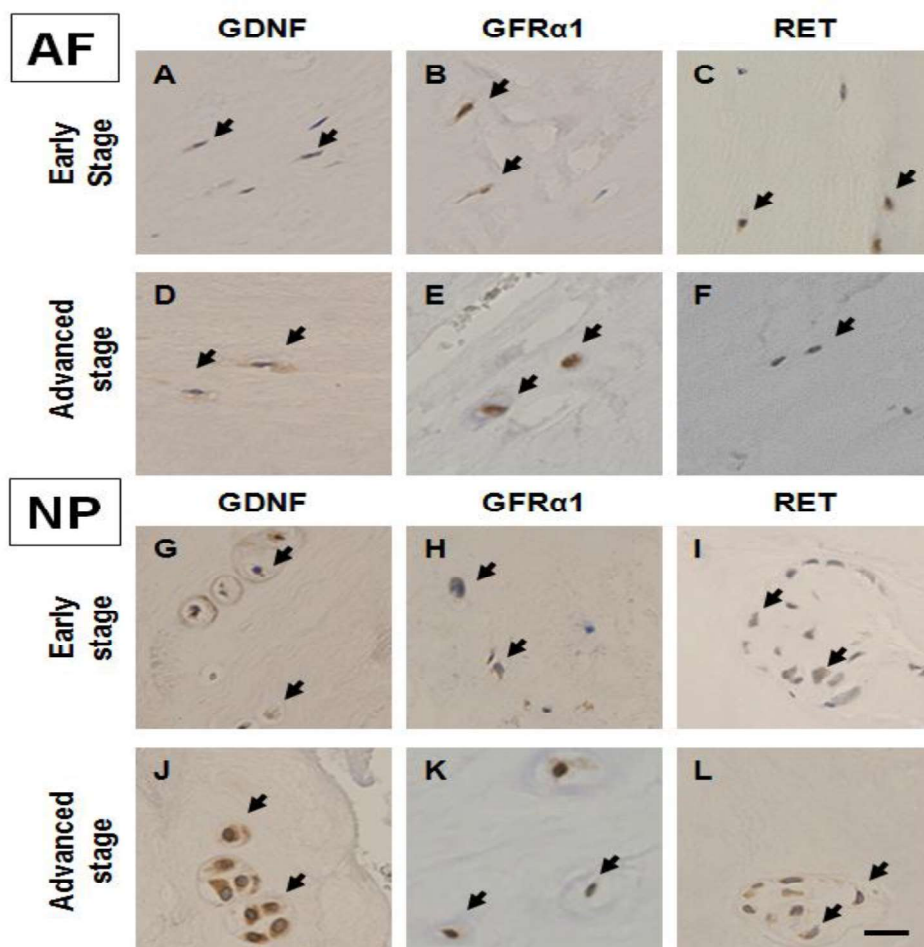 GDNF GFRα1 RET
AF
A B C
Early
Stage
D E F
Advanced
stage
GDNF GFRα1 RET
NP
G H I
Early
stage
J K L
Advanced
stage